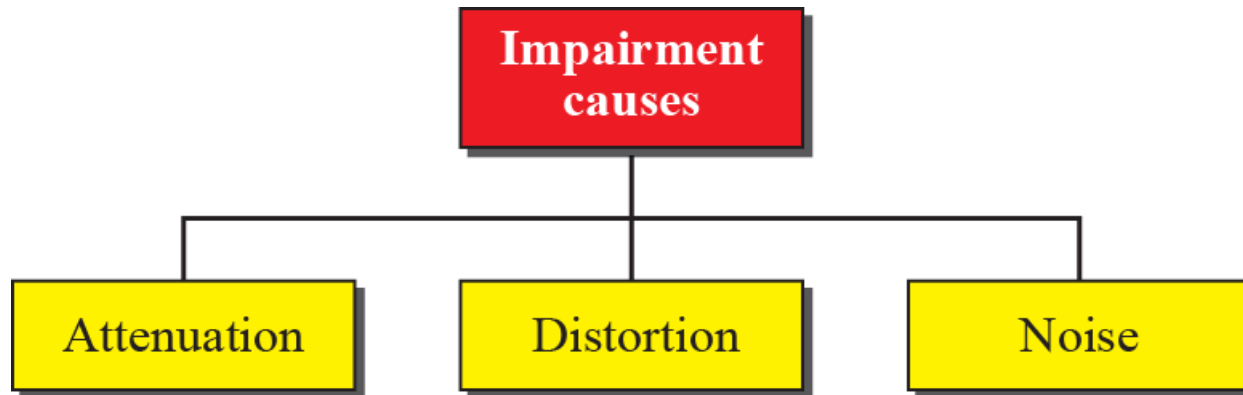 Impairment
causes
Attenuation
Distortion
Noise